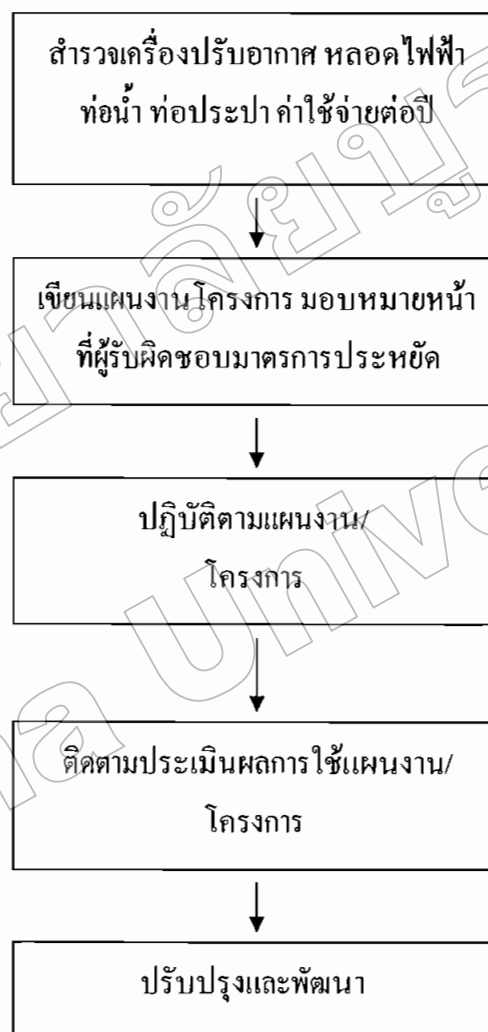 สำรวจเครื่องปรับอากาศ หลอดไฟฟ้า
ท่อน้ำ ท่อประปา ค่าใช้จ่ายต่อปี
เขียนแผนงาน โครงการ มอบหมายหน้า
ที่ผู้รับผิดชอบมาตรการประหยัด
ปฏิบัติตามแผนงาน/
โครงการ
ติดตามประเมินผลการใช้แผนงาน/
โครงการ
ปรับปรุงและพัฒนา